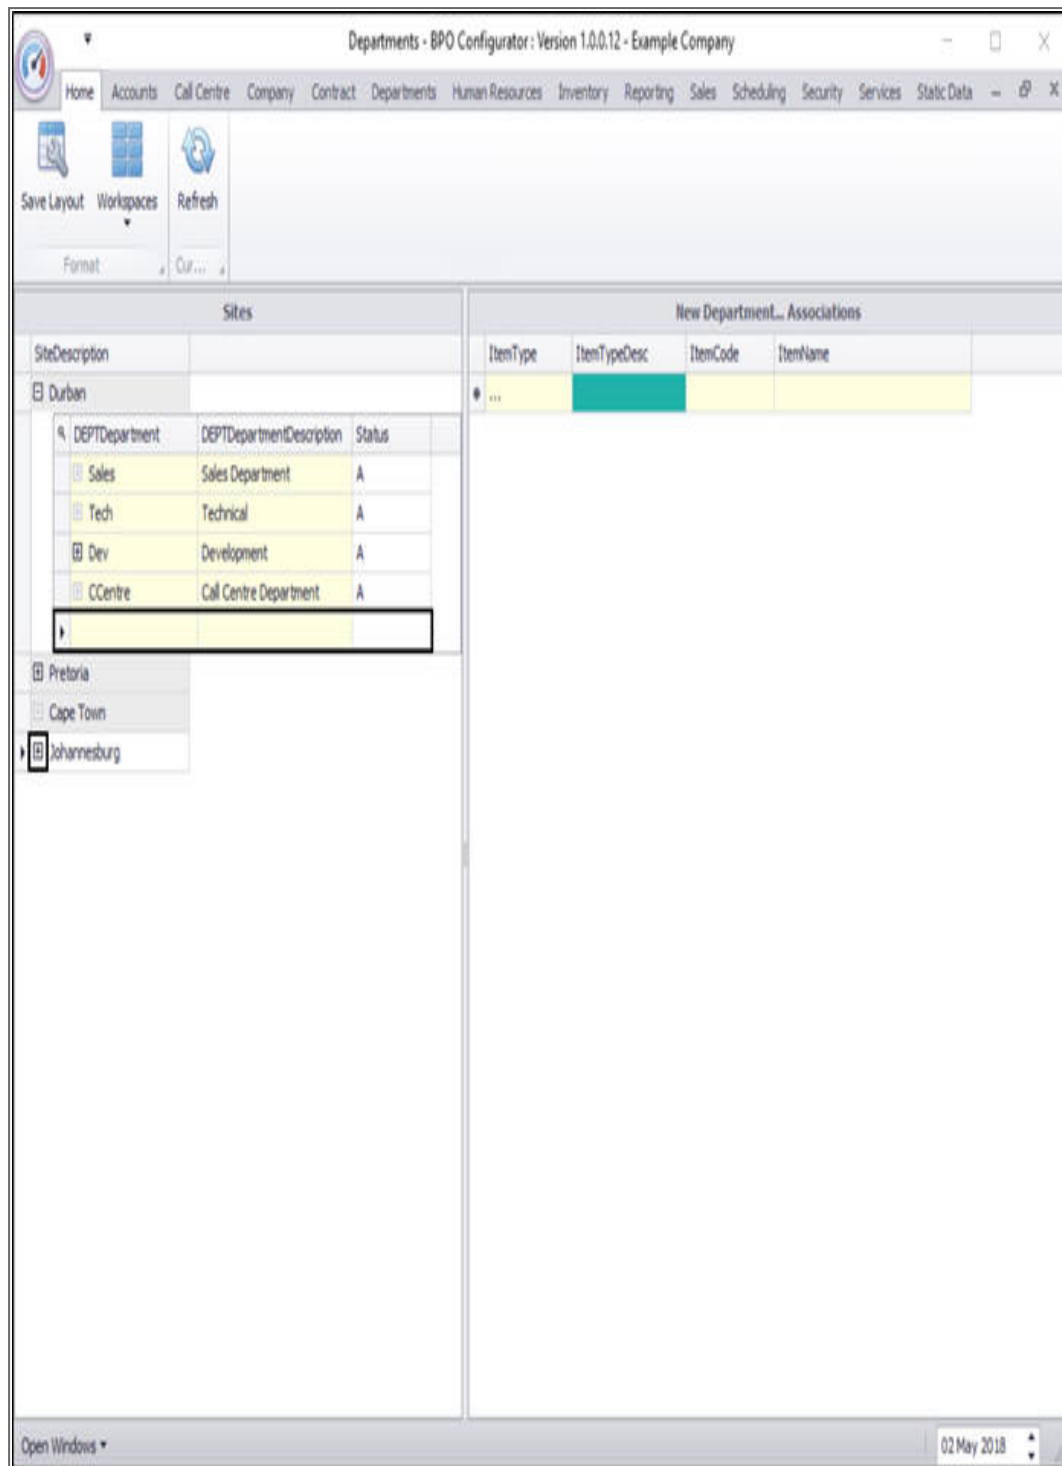 Departments - BPO Configurator : Version 1.0.0.12 - Example Company
Home Accounts Call Centre Company Contract Departments Human Resources Inventory Reporting Sales Scheduling Security Services Static Data
Save Layout Workspaces Refresh
Format Cur...
Sites New Department... Associations
SiteDescription ItemType ItemTypeDesc ItemCode ItemName
Durban ...
DEPTDepartment DEPTDepartmentDescription Status
Sales Sales Department A
Tech Technical A
Dev Development A
CCentre Call Centre Department A
Pretoria
Cape Town
Johannesburg
Open Windows 02 May 2018